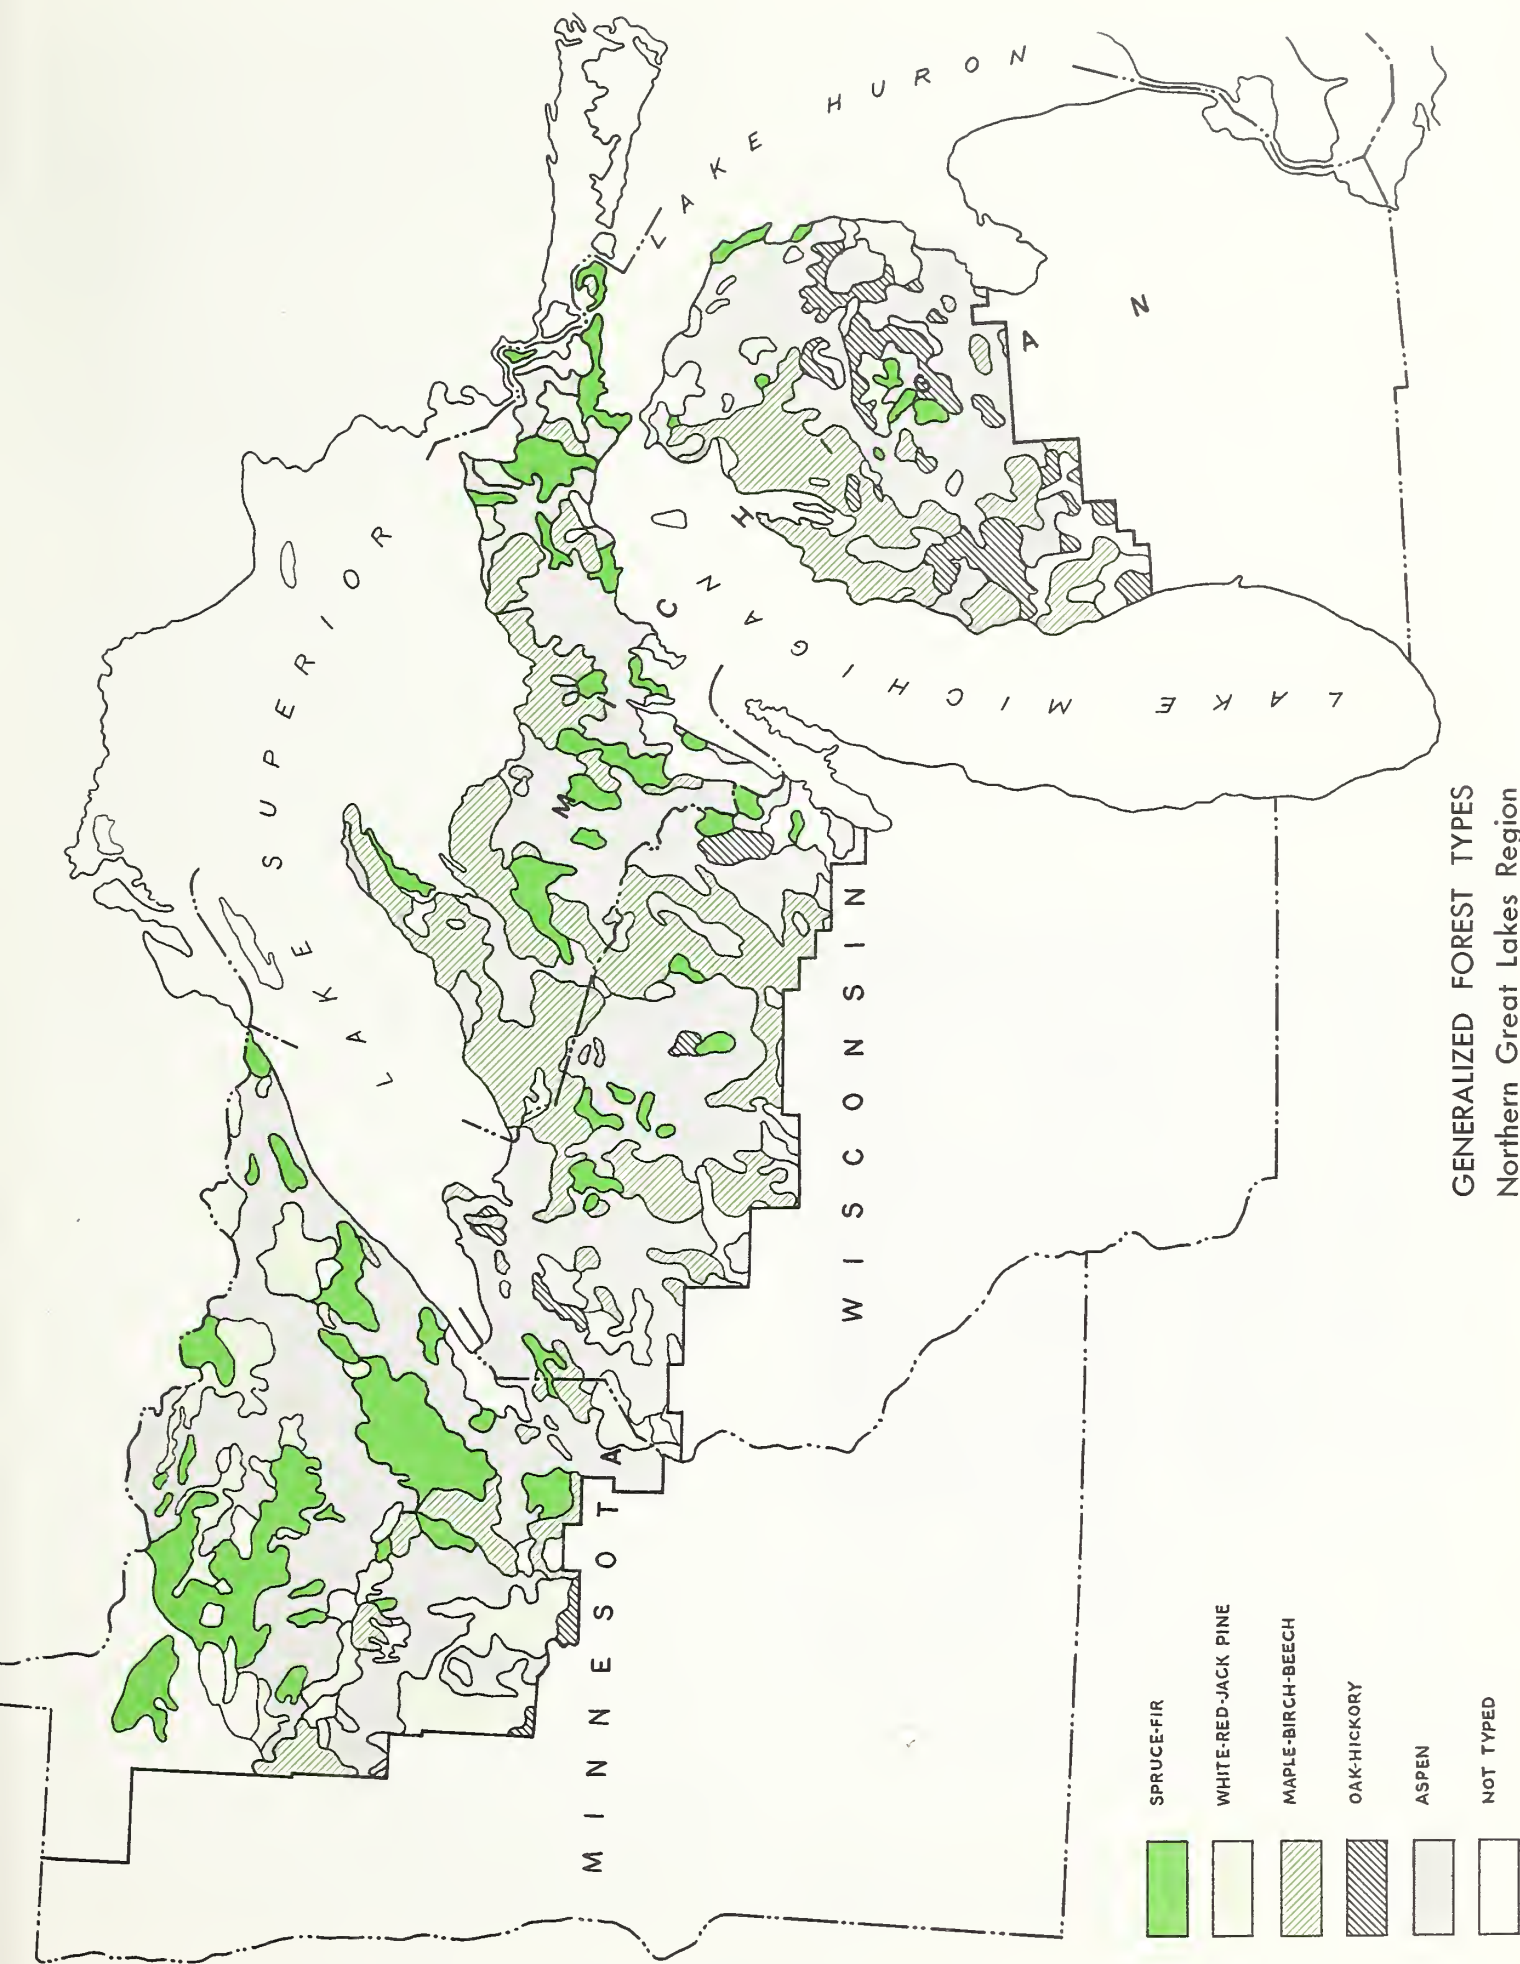 LAKE SUPERIOR
LAKE HURON
LAKE MICHIGAN
MICHIGAN
WISCONSIN
MINNESOTA
SPRUCE-FIR
WHITE-RED-JACK PINE
MAPLE-BIRCH-BEECH
OAK-HICKORY
ASPEN
NOT TYPED
GENERALIZED FOREST TYPES
Northern Great Lakes Region